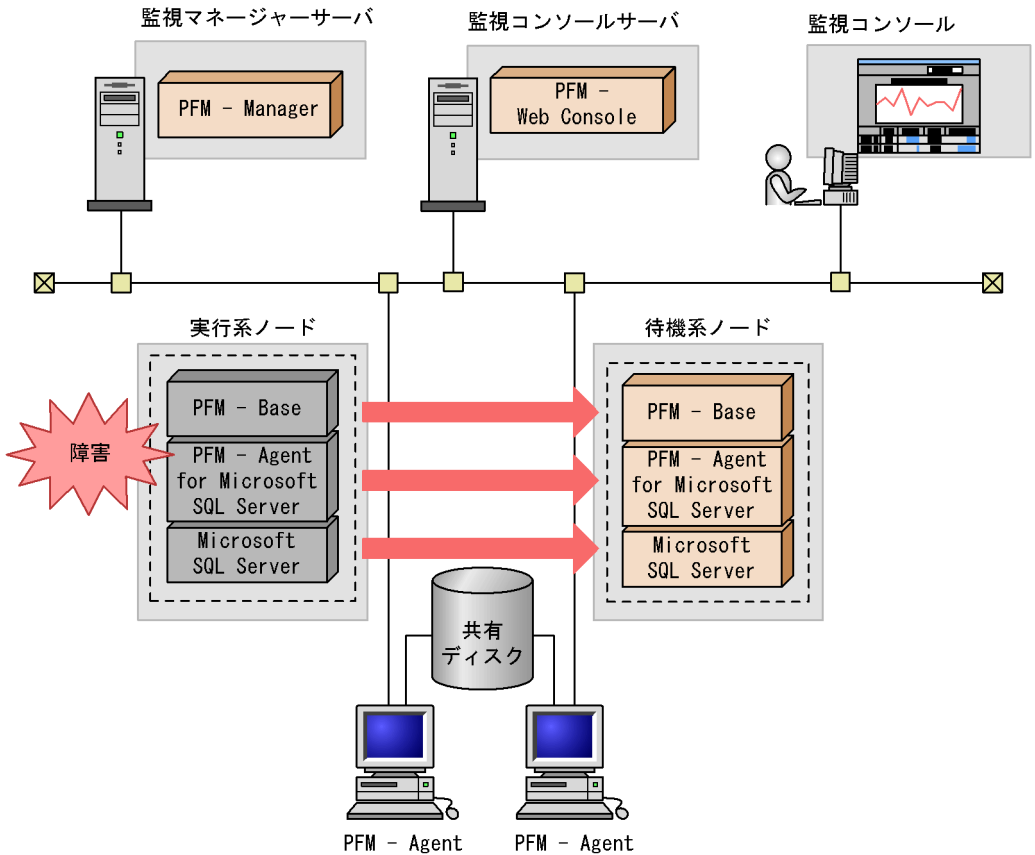 監視マネージャーサーバ
監視コンソールサーバ
監視コンソール
PFM - Manager
PFM -
Web Console
実行系ノード
待機系ノード
障害
PFM - Base
PFM - Agent
for Microsoft
SQL Server
Microsoft
SQL Server
PFM - Base
PFM - Agent
for Microsoft
SQL Server
Microsoft
SQL Server
共有
ディスク
PFM - Agent
PFM - Agent